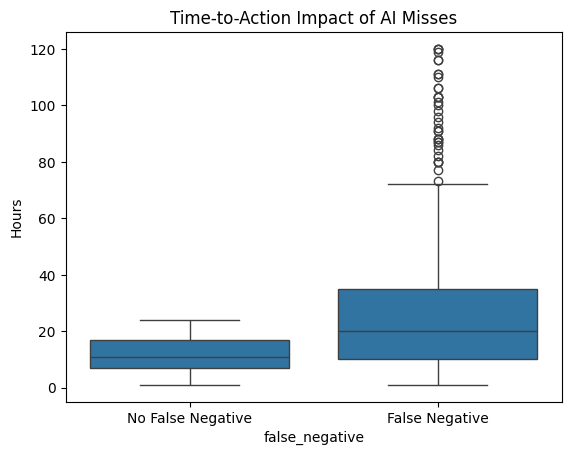 Time-to-Action Impact of AI Misses
120
100
80
60
40
20
0
Hours
No False Negative
False Negative
false_negative